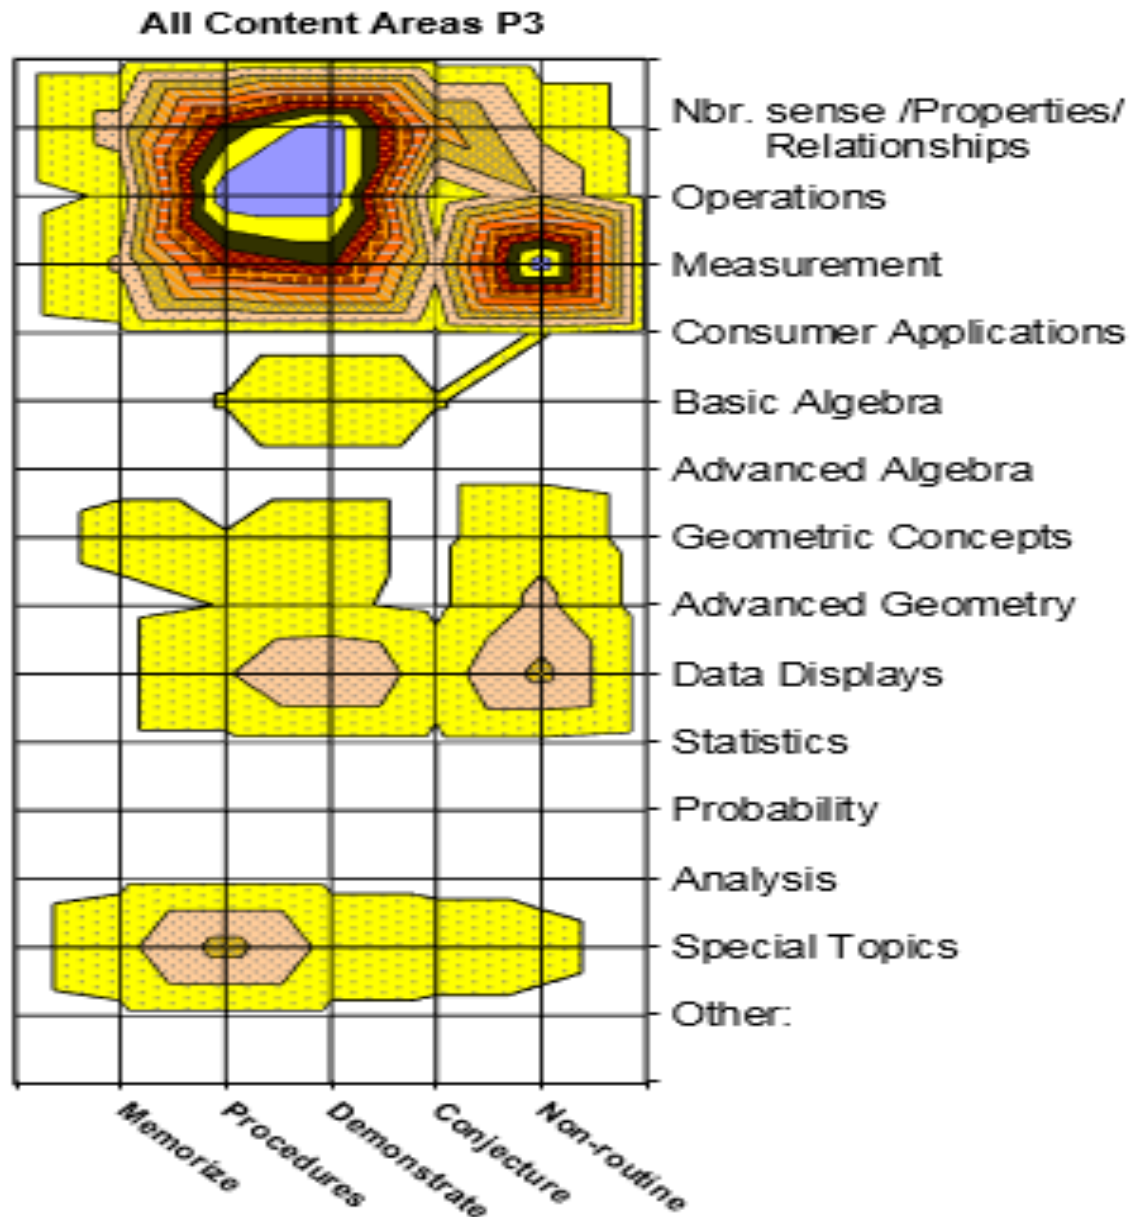 All Content Areas P3
Nbr. sense /Properties/
Relationships
Operations
Measurement
Consumer Applications
Basic Algebra
Advanced Algebra
Geometric Concepts
Advanced Geometry
Data Displays
Statistics
Probability
Analysis
Special Topics
Other:
Memorize
Procedures
Demonstrate
Conjecture
Non-routine